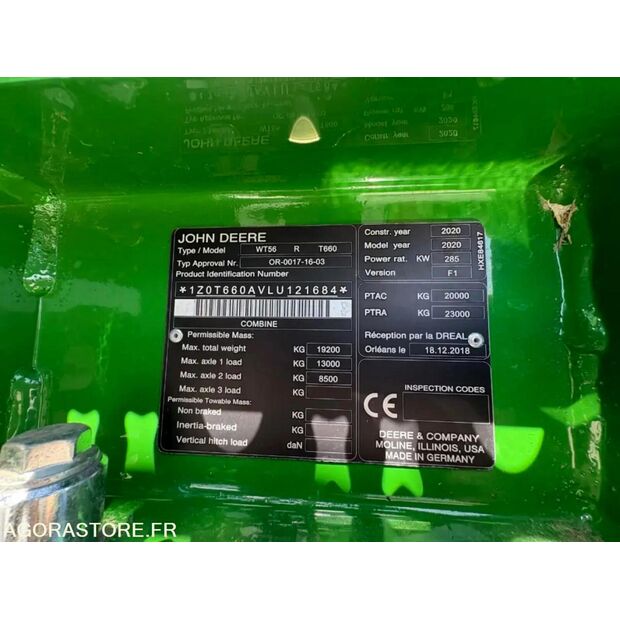 JOHN DEERE
Type / Model WT56 R T660
Typ Approval Nr. OR-0017-16-03
Product Identification Number
*1Z0T660AVLU121684*
COMBINE
Permissible Mass:
Max. total weight KG 19200
Max. axle 1 load KG 13000
Max. axle 2 load KG 8500
Max. axle 3 load KG
Permissible Towable Mass:
Non braked KG
Inertia-braked KG
Vertical hitch load daN
Constr. year 2020
Model year 2020
Power rat. KW 285
Version F1
HXE84617
PTAC KG 20000
PTRA KG 23000
Réception par la DREAL
Orléans le 18.12.2018
CE
INSPECTION CODES
DEERE & COMPANY
MOLINE, ILLINOIS, USA
MADE IN GERMANY
AGORASTORE.FR